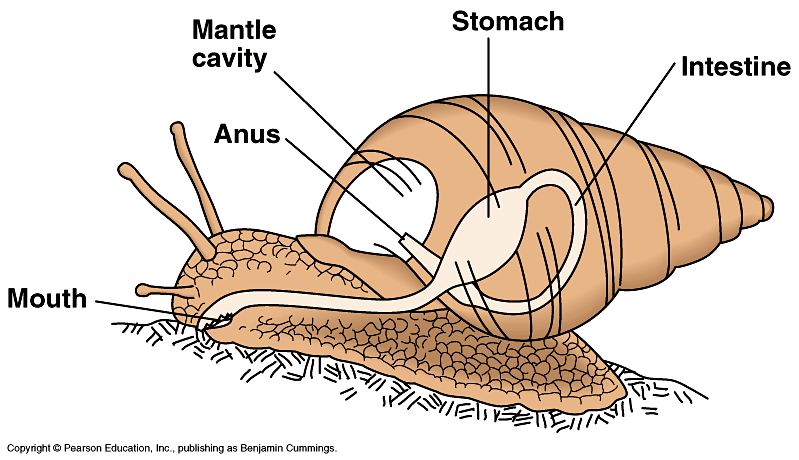 Mantle
cavity
Stomach
Intestine
Anus
Mouth
Copyright © Pearson Education, Inc., publishing as Benjamin Cummings.